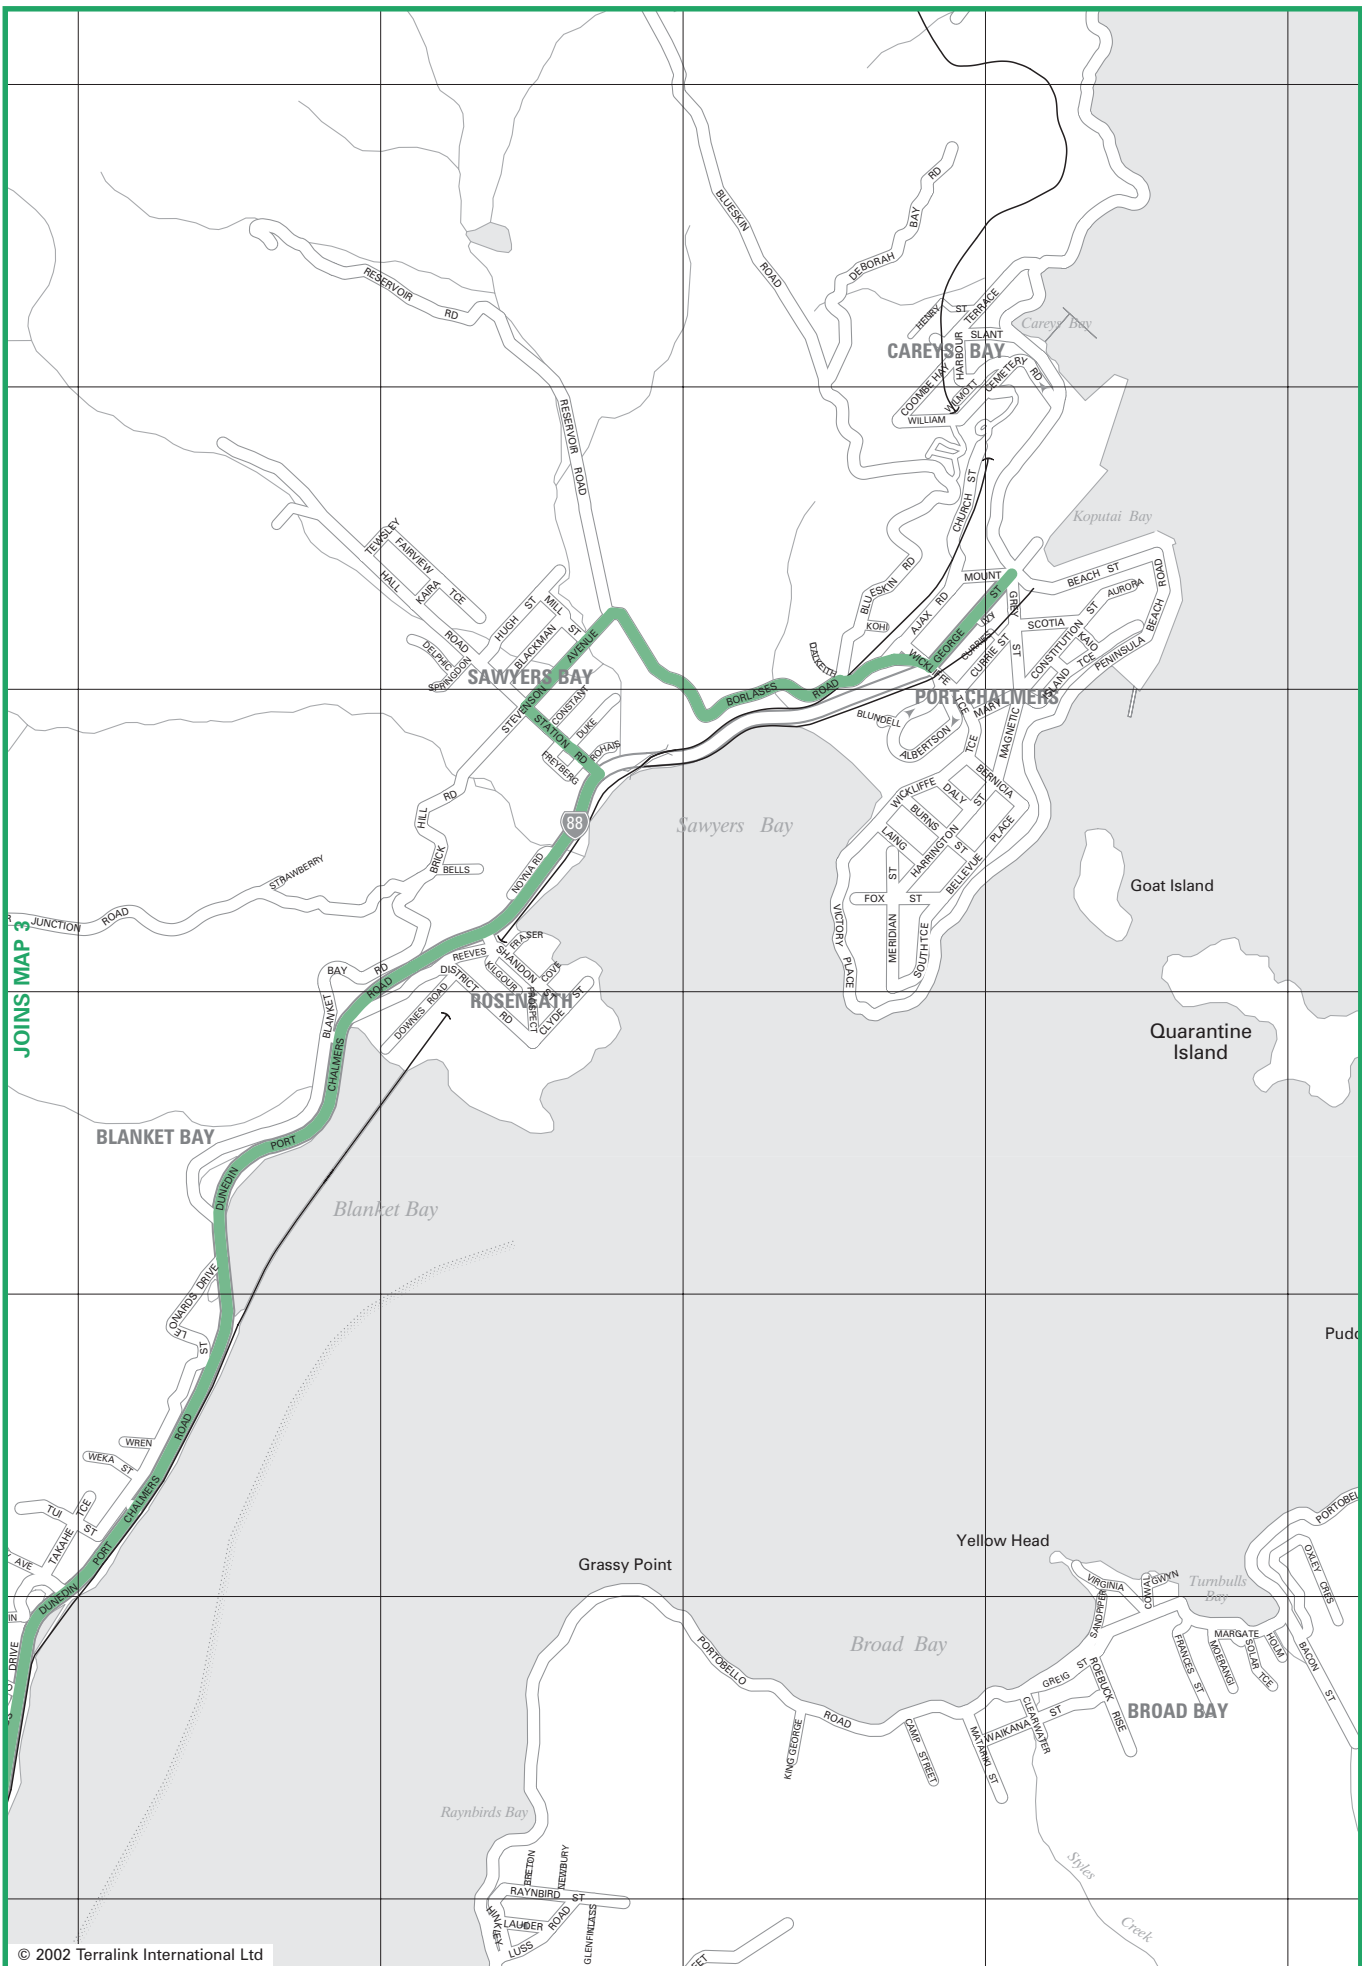 BLUESKIN
ROAD
DEBORAH
BAY
RD
RESERVOIR
RD
HENRY
ST
TERRACE
HARBOUR
SLANT
Careys Bay
CAREYS BAY
COOMBE HAY
WILMOTT
CEMETERY
RD
WILLIAM
RESERVOIR
ROAD
CHURCH
ST
Koputai Bay
TEWSLEY
FAIRVIEW
TCE
HALL
KAIRA
ROAD
HUGH
ST
MILL
ST
BLACKMAN
DELPHIC
SPRINGDON
SAWYERS BAY
STEVENSON
AVENUE
STATION
RD
CONSTANT
DUKE
ROHAIS
FREYBERG
BLUESKIN
RD
KOHI
DALKEITH
AJAX
RD
MOUNT
GEORGE
ST
GREY
ST
BEACH ST
AURORA
BEACH
ROAD
SCOTIA
CONSTITUTION
ST
KAIO
TCE
PENINSULA
CURRIE
ST
WICKLIFFE
TCE
PORT CHALMERS
BORLASES
ROAD
BLUNDELL
ALBERTSON
MARY
TCE
MAGNETIC
BERNICIA
WICKLIFFE
DALY
ST
BURNS
ST
LAING
HARRINGTON
PLACE
BELLEVUE
FOX
ST
ST
MERIDIAN
SOUTH TCE
VICTORY
PLACE
Sawyers Bay
Goat Island
Quarantine
Island
88
HILL
RD
BRICK
BELLS
NOYNA RD
STRAWBERRY
JUNCTION
ROAD
JOINS MAP 3
REEVES
FRASER
SHANDON
COVE
KILGOUR
DISTRICT
RD
PROSPECT
CLYDE
ST
ROSENEATH
DOWNES
ROAD
BAY
RD
BLANKET
ROAD
CHALMERS
PORT
DUNEDIN
BLANKET BAY
Blanket Bay
LEONARDS
DRIVE
ST
WREN
WEKA
ST
TUI
ST
TAKAHE
TCE
AVE
DRIVE
ROAD
CHALMERS
PORT
DUNEDIN
Grassy Point
Yellow Head
VIRGINIA
SANDPIPER
COWAL
GWYN
Turnbulls
Bay
OXLEY
CRES
MARGATE
FRANCES
ST
MOERANGI
SOLAR
TCE
HOLM
BACON
ST
Broad Bay
PORTOBELLO
ROAD
KING GEORGE
CAMP
STREET
MATARIKI
ST
WAIKANA
ST
CLEARWATER
GREIG
ST
ROEBUCK
RISE
BROAD BAY
Raynbirds Bay
BRETON
NEWBURY
RAYNBIRD
ST
HINKLEY
LAUDER
ROAD
LUSS
GLENFINLASS
Styles
Creek
© 2002 Terralink International Ltd